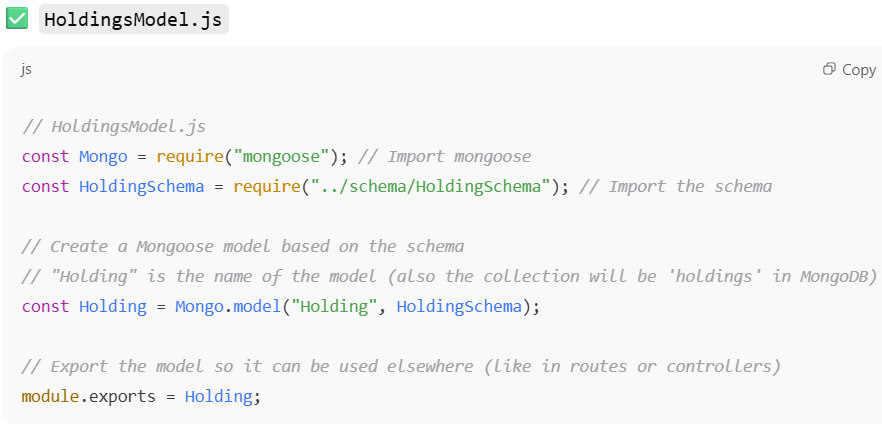 ✅ HoldingsModel.js
js
Copy
// HoldingsModel.js
const Mongo = require("mongoose"); // Import mongoose
const HoldingSchema = require("../schema/HoldingSchema"); // Import the schema
// Create a Mongoose model based on the schema
// "Holding" is the name of the model (also the collection will be 'holdings' in MongoDB)
const Holding = Mongo.model("Holding", HoldingSchema);
// Export the model so it can be used elsewhere (like in routes or controllers)
module.exports = Holding;